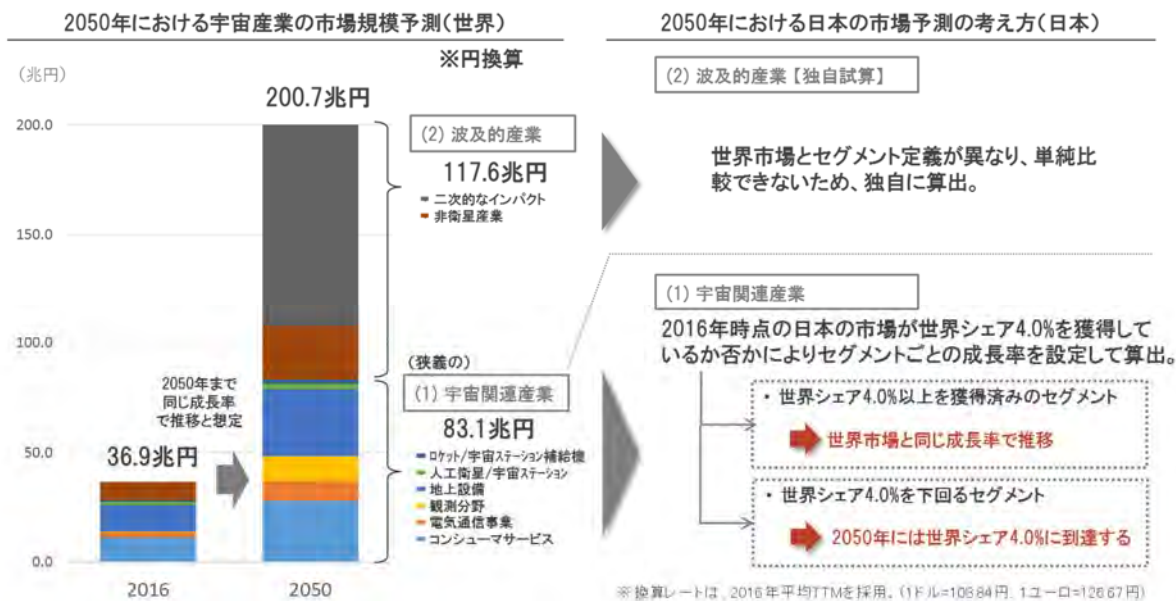 2050年における宇宙産業の市場規模予測(世界)
※円換算
(兆円)
200.7兆円
200.0
150.0
100.0
50.0
0.0
2050年まで
同じ成長率
で推移と想定
36.9兆円
2016
2050
(2) 波及的産業
117.6兆円
二次的なインパクト
非衛星産業
(狭義の)
(1) 宇宙関連産業
83.1兆円
ロケット/宇宙ステーション補給機
人工衛星/宇宙ステーション
地上設備
観測分野
電気通信事業
コンシューマサービス
2050年における日本の市場予測の考え方(日本)
(2) 波及的産業【独自試算】
世界市場とセグメント定義が異なり、単純比
較できないため、独自に算出。
(1) 宇宙関連産業
2016年時点の日本の市場が世界シェア4.0%を獲得して
いるか否かによりセグメントごとの成長率を設定して算出。
・ 世界シェア4.0%以上を獲得済みのセグメント
世界市場と同じ成長率で推移
・ 世界シェア4.0%を下回るセグメント
2050年には世界シェア4.0%に到達する
※換算レートは、2016年平均TTMを採用。(1ドル=108.84円、1ユーロ=120.67円)